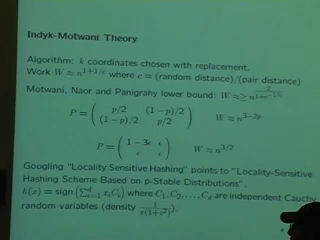 Indyk-Motwani Theory
Algorithm: k coordinates chosen with replacement.
Work W ≈ n^{1+1/c} where c = (random distance)/(pair distance)
Motwani, Naor and Panigrahy lower bound: W ≈≥
P = ( p/2 (1 − p)/2 ; (1 − p)/2 p/2 ) W ≈ n^{3−2p}
P = ( 1 − 3ϵ ϵ ; ϵ ϵ ) W ≈ n^{3/2}
Googling "Locality Sensitive Hashing" points to "Locality-Sensitive
Hashing Scheme Based on p-Stable Distributions".
h(x) = sign (∑_{i=1}^{d} x_i C_i) where C_1, C_2, …, C_d are independent Cauchy
random variables (density 1/π(1+c²)).